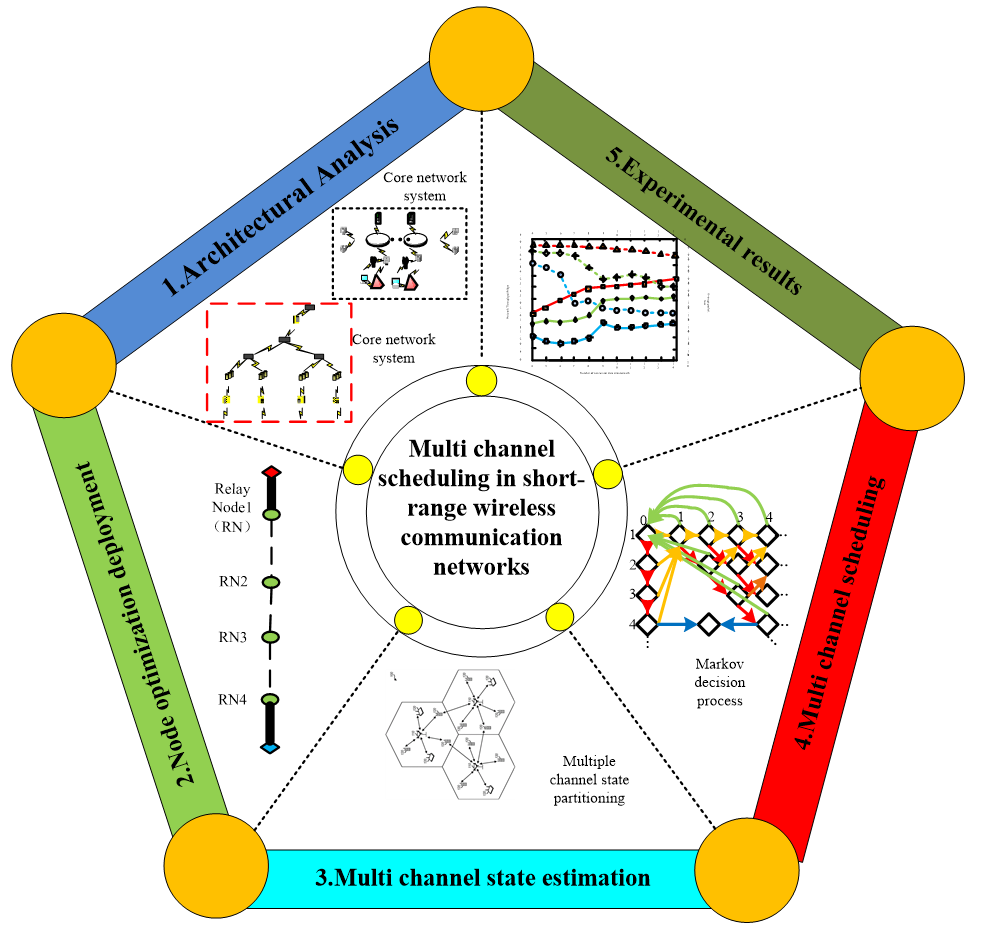 1.Architectural Analysis
Core network
system
Core network
system
5.Experimental results
Multi channel
scheduling in short-
range wireless
communication
networks
Relay
Node1
（RN）
RN2
RN3
RN4
2.Node optimization deployment
0 1 2 3 4
1
2
3
4
Markov
decision
process
4.Multi channel scheduling
Multiple
channel state
partitioning
3.Multi channel state estimation